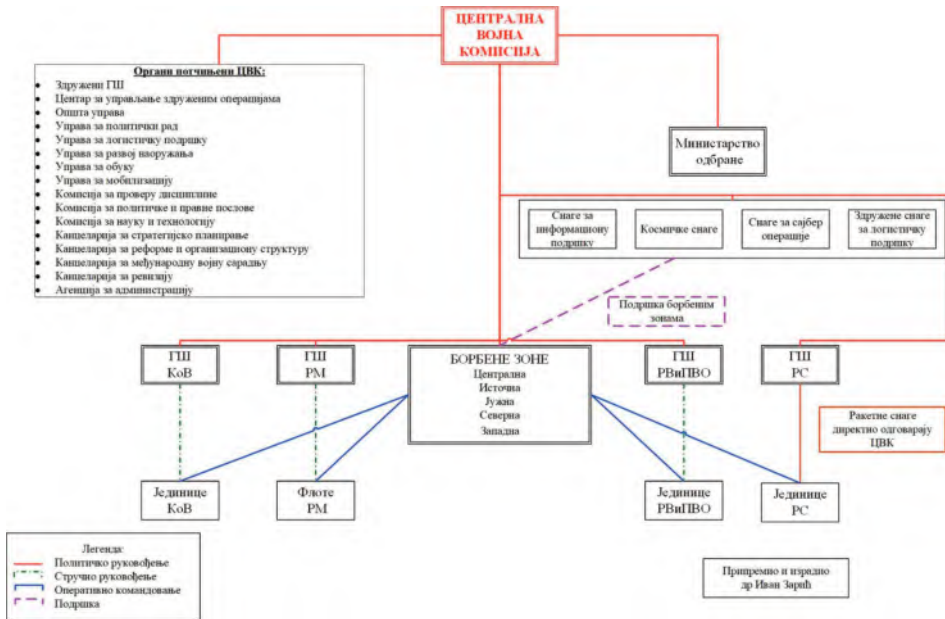 ЦЕНТРАЛНА
ВОЈНА
КОМИСИЈА
Органи потчињени ЦВК:
• Здружени ГШ
• Центар за управљање здруженим операцијама
• Општа управа
• Управа за политички рад
• Управа за логистичку подршку
• Управа за развој наоружања
• Управа за обуку
• Управа за мобилизацију
• Комисија за проверу дисциплине
• Комисија за политичке и правне послове
• Комисија за науку и технологију
• Канцеларија за стратегијско планирање
• Канцеларија за реформе и организациону структуру
• Канцеларија за међународну војну сарадњу
• Канцеларија за ревизију
• Агенција за администрацију
Министарство
одбране
Снаге за
информациону
подршку
Космичке снаге
Снаге за сајбер
операције
Здружене снаге
за логистичку
подршку
Подршка борбеним
зонама
ГШ
КоВ
ГШ
РМ
БОРБЕНЕ ЗОНЕ
Централна
Источна
Јужна
Северна
Западна
ГШ
РВиПВО
ГШ
РС
Ракетне снаге
директно одговарају
ЦВК
Јединице
КоВ
Флоте
РМ
Јединице
РВиПВО
Јединице
РС
Легенда:
Политичко руковођење
Стручно руковођење
Оперативно командовање
Подршка
Припремио и израдио
др Иван Зарић